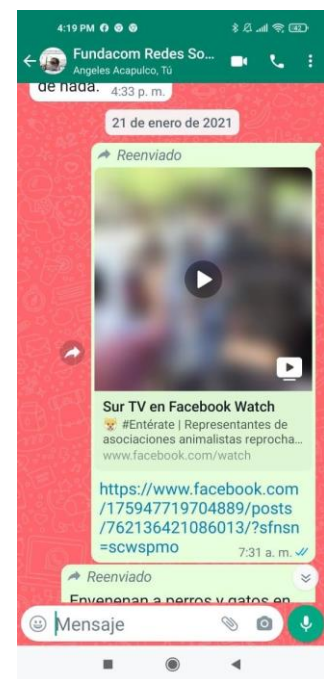 4:19 PM
42
Fundacom Redes So...
Angeles Acapulco, Tú
de nada. 4:33 p. m.
21 de enero de 2021
Reenviado
Sur TV en Facebook Watch
#Entérate | Representantes de
asociaciones animalistas reprocha...
www.facebook.com/watch
https://www.facebook.com
/175947719704889/posts
/762136421086013/?sfnsn
=scwspmo 7:31 a. m.
Reenviado
Envenenan a perros y gatos en
Mensaje